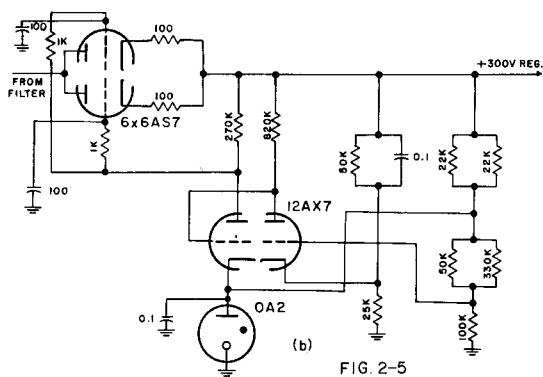 100
1K
100
100
+300V REG.
FROM
FILTER
6x6AS7
1K
100
270K
820K
50K
0.1
22K
22K
12AX7
50K
330K
0A2
0.1
25K
100K
(b)
FIG. 2-5